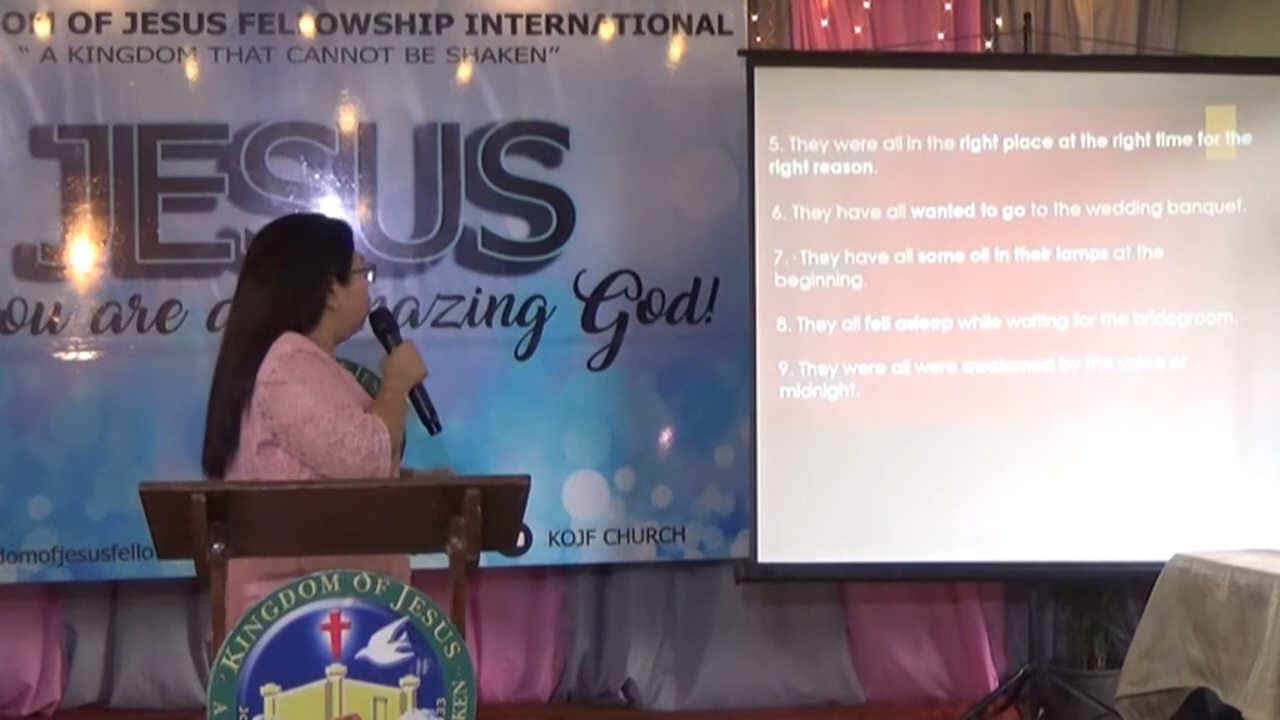 OM OF JESUS FELLOWSHIP INTERNATIONAL
“ A KINGDOM THAT CANNOT BE SHAKEN”
JESUS
ou are a mazing God!
domofjesusfello
KOJF CHURCH
5. They were all in the right place at the right time for the
right reason.
6. They have all wanted to go to the wedding banquet.
7. They have all some oil in their lamps at the
beginning.
8. They all fell asleep while waiting for the bridegroom.
9. They were all were awakened by the voice at
midnight.
KINGDOM OF JESUS